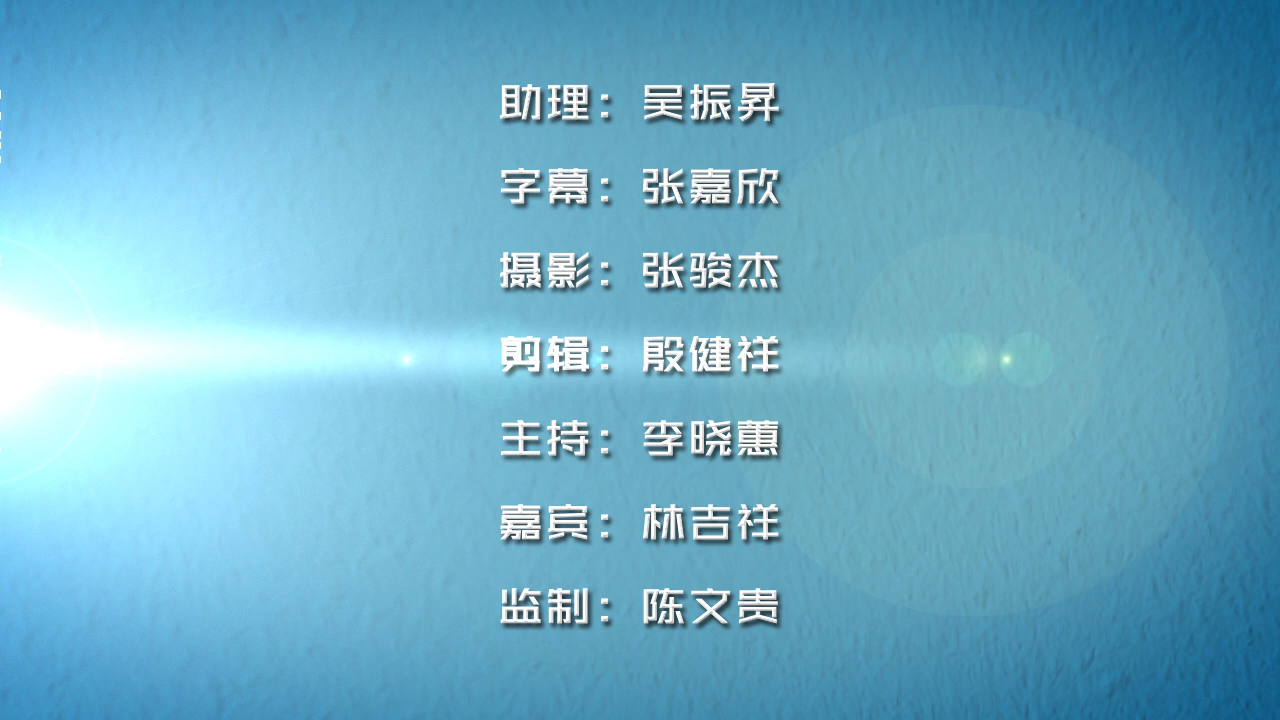 助理：吴振昇
字幕：张嘉欣
摄影：张骏杰
剪辑：殷健祥
主持：李晓蕙
嘉宾：林吉祥
监制：陈文贵